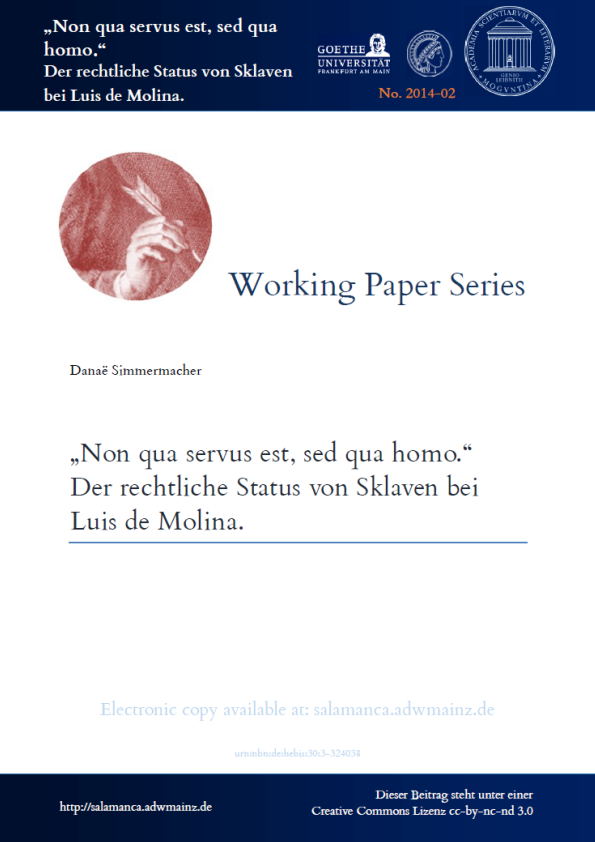 „Non qua servus est, sed qua
homo.“
Der rechtliche Status von Sklaven
bei Luis de Molina.
GOETHE
UNIVERSITÄT
FRANKFURT AM MAIN
No. 2014-02
ACADEMIA SCIENTIARVM ET LITERARVM
GENIO
LEIBNITII
MOGVNTINA
Working Paper Series
Danaë Simmermacher
„Non qua servus est, sed qua homo.“
Der rechtliche Status von Sklaven bei
Luis de Molina.
Electronic copy available at: salamanca.adwmainz.de
urn:nbn:de:hebis:30:3-324038
http://salamanca.adwmainz.de
Dieser Beitrag steht unter einer
Creative Commons Lizenz cc-by-nc-nd 3.0